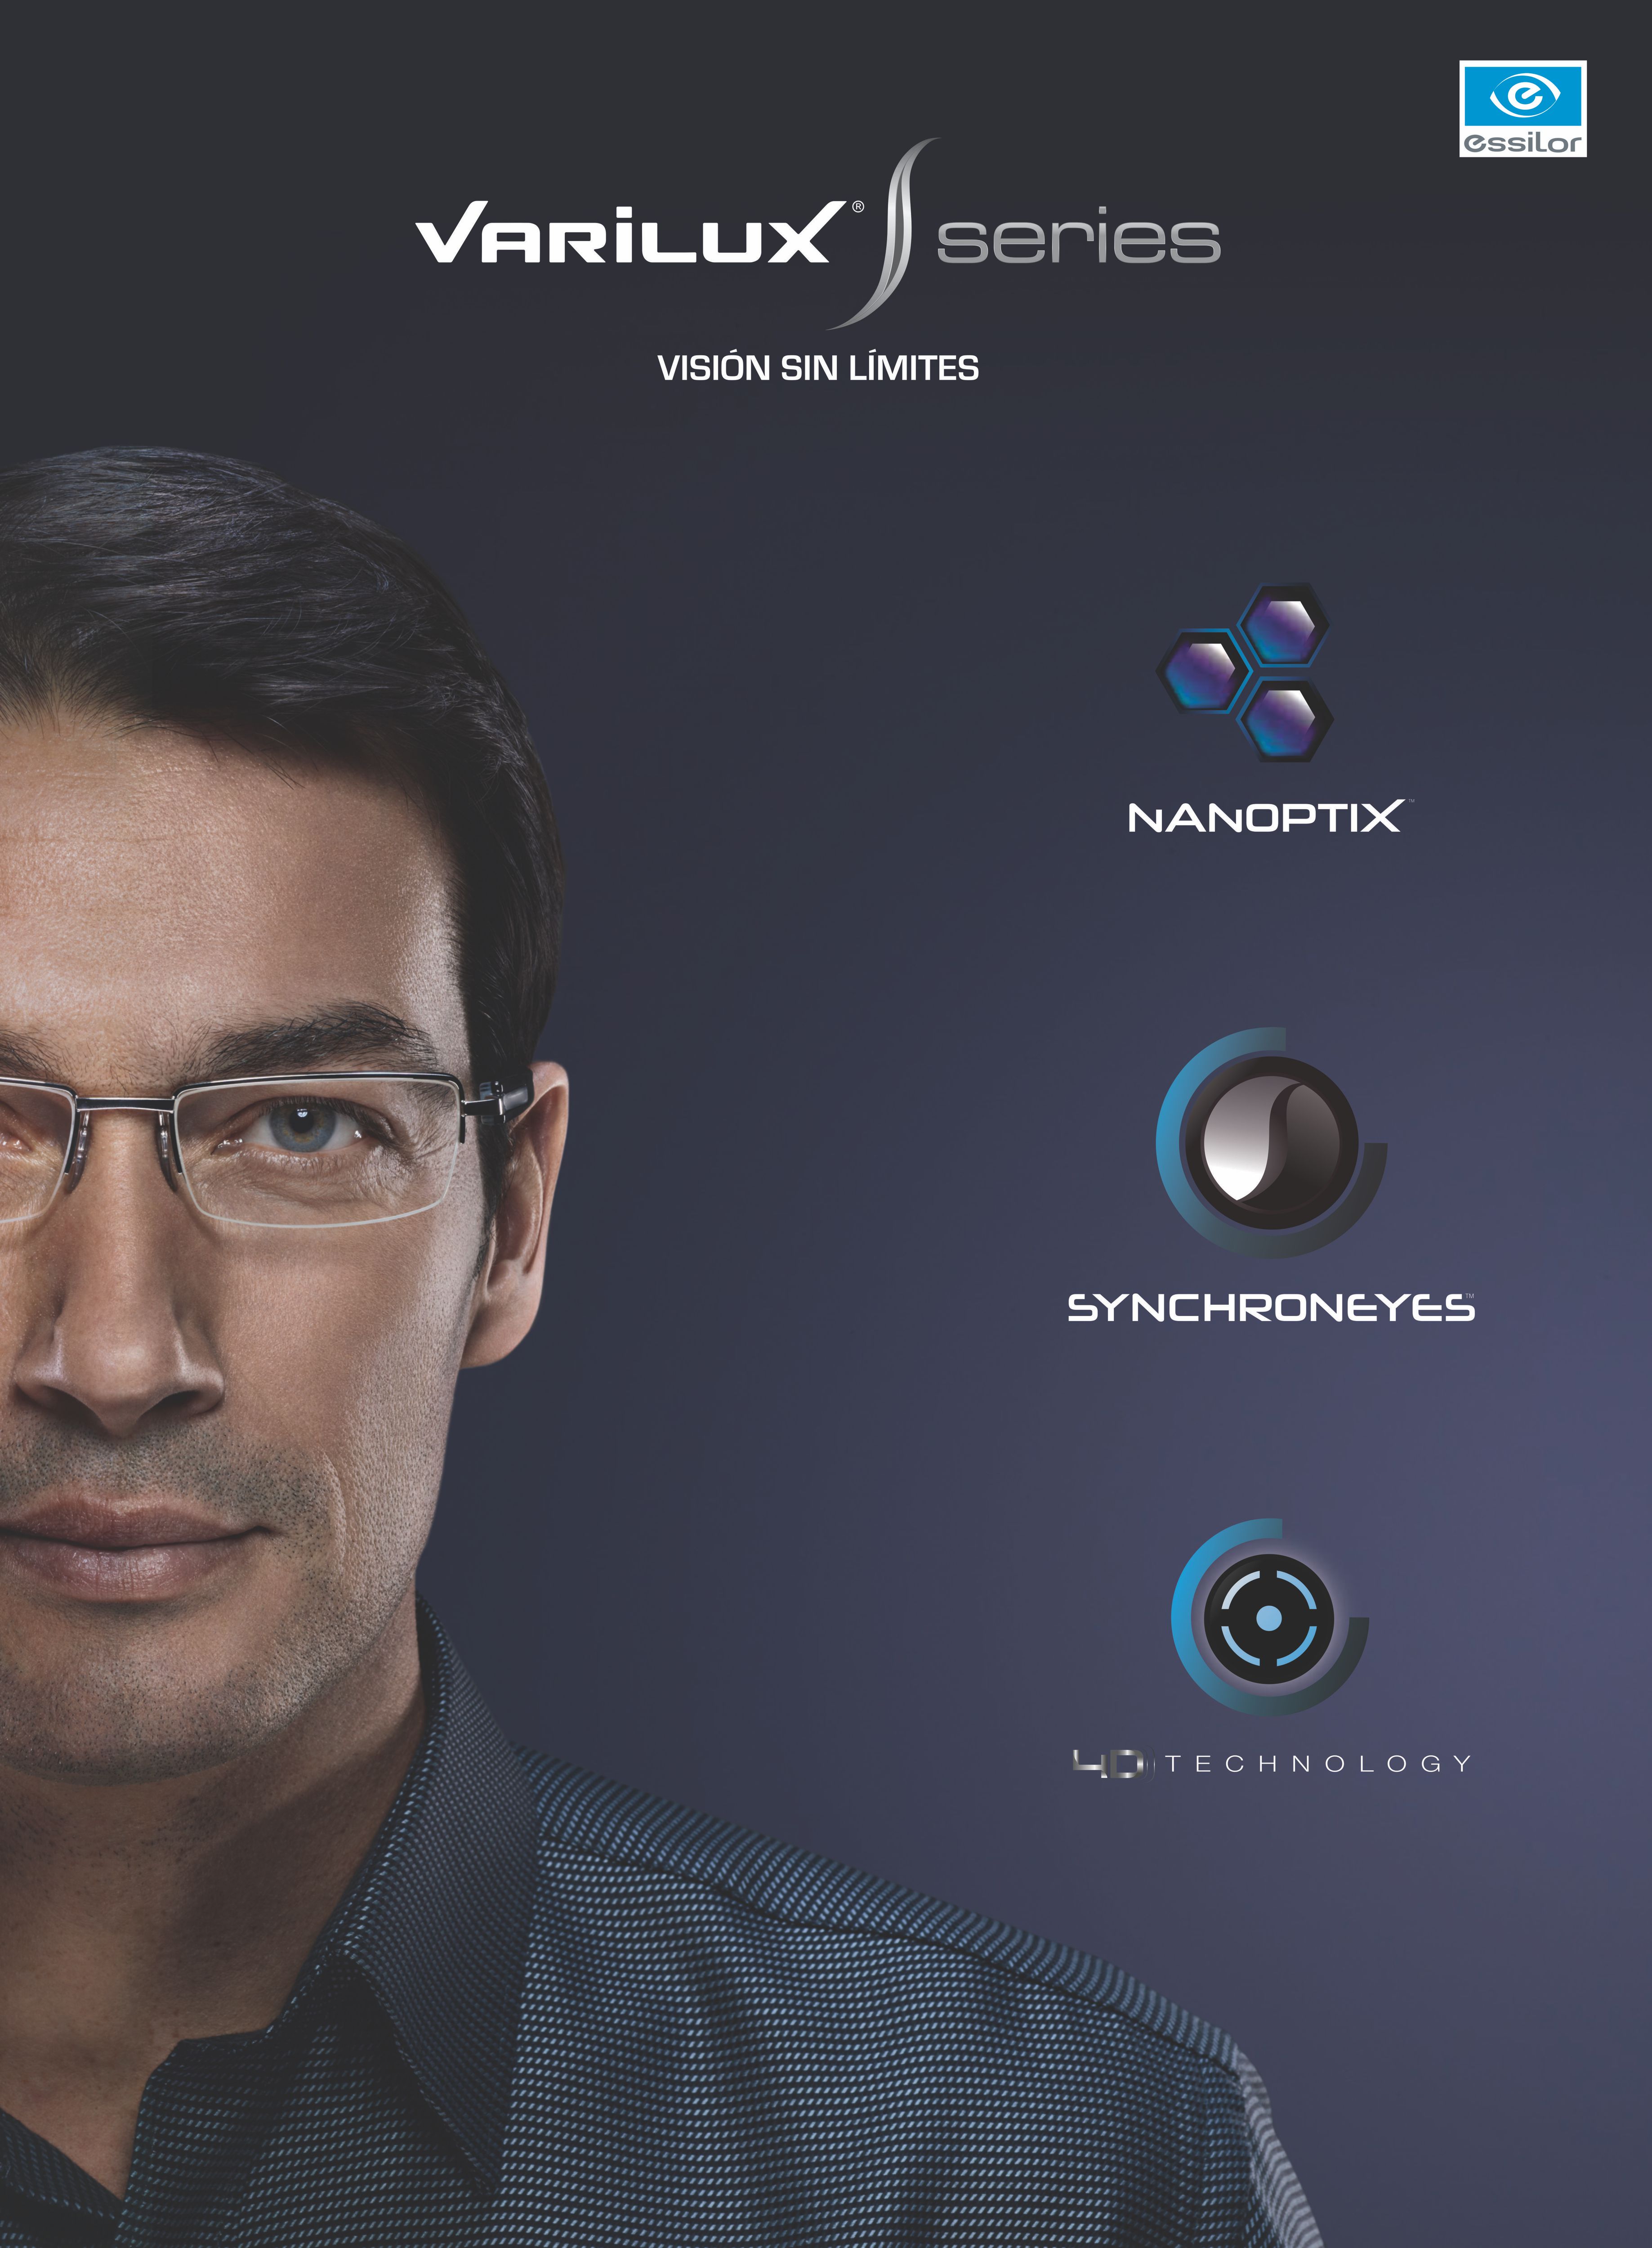 essilor
VARILUX® S series
VISIÓN SIN LÍMITES
NANOPTIX™
SYNCHRONEYES™
4D TECHNOLOGY